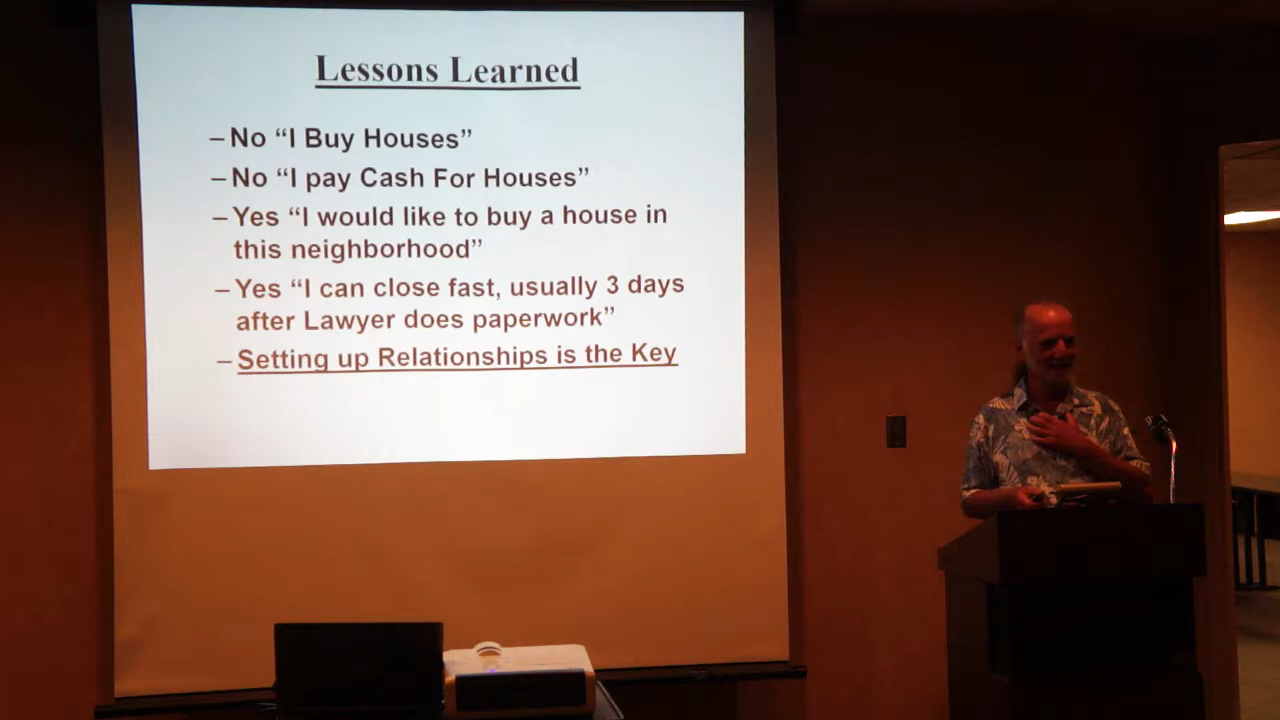 Lessons Learned
– No “I Buy Houses”
– No “I pay Cash For Houses”
– Yes “I would like to buy a house in
this neighborhood”
– Yes “I can close fast, usually 3 days
after Lawyer does paperwork”
– Setting up Relationships is the Key